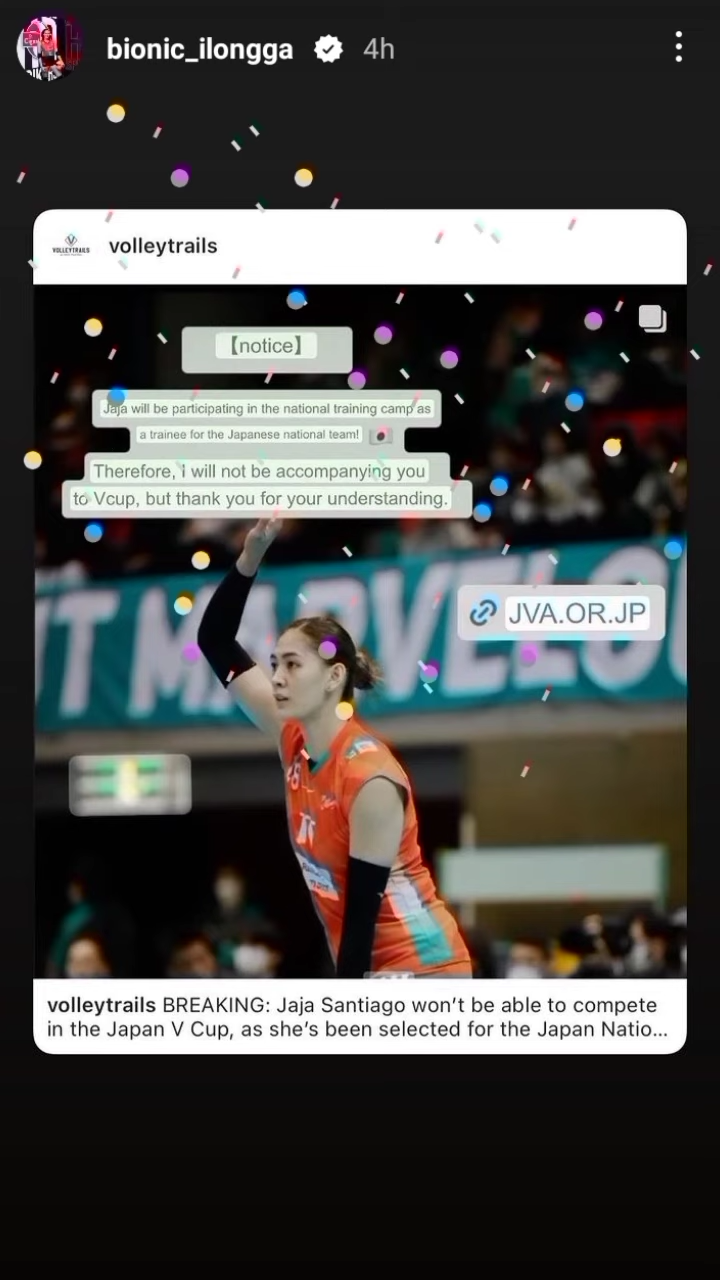 bionic_ilongga 4h
VOLLEYTRAILS
volleytrails
【notice】
Jaja will be participating in the national training camp as
a trainee for the Japanese national team!
Therefore, i will not be accompanying you
to Vcup, but thank you for your understanding.
JVA.OR.JP
IT MARVELOU
volleytrails BREAKING: Jaja Santiago won’t be able to compete
in the Japan V Cup, as she’s been selected for the Japan Natio...